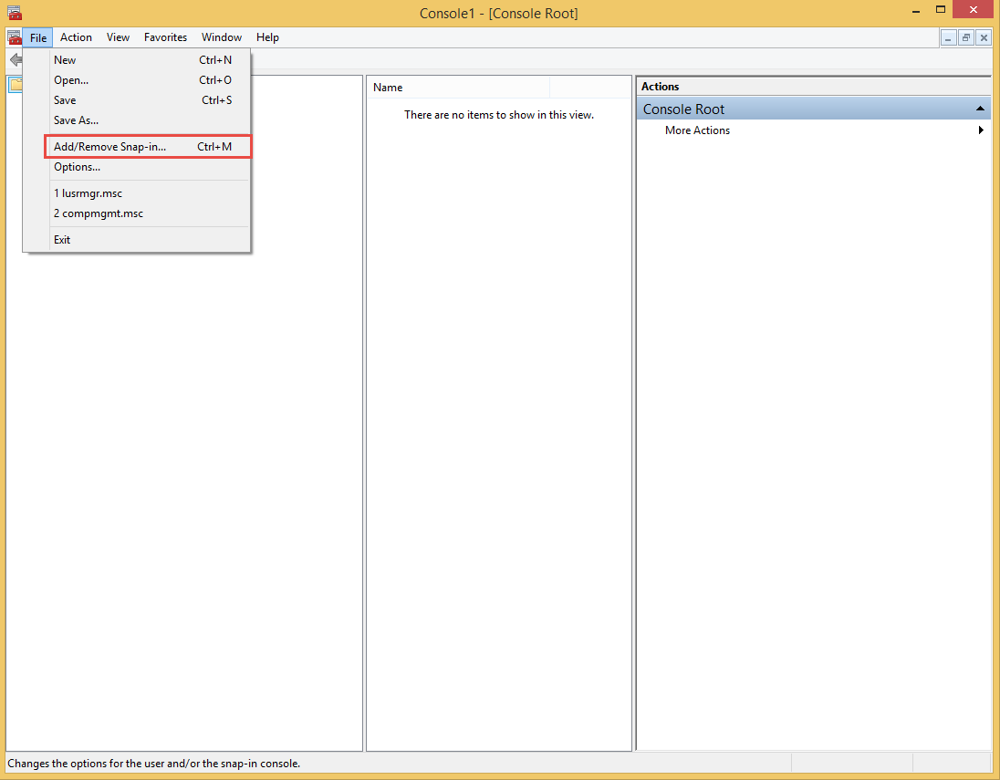 Console1 - [Console Root]
File Action View Favorites Window Help
New Ctrl+N
Open... Ctrl+O
Save Ctrl+S
Save As...
Add/Remove Snap-in... Ctrl+M
Options...
1 lusrmgr.msc
2 compmgmt.msc
Exit
Name
There are no items to show in this view.
Actions
Console Root
More Actions
Changes the options for the user and/or the snap-in console.